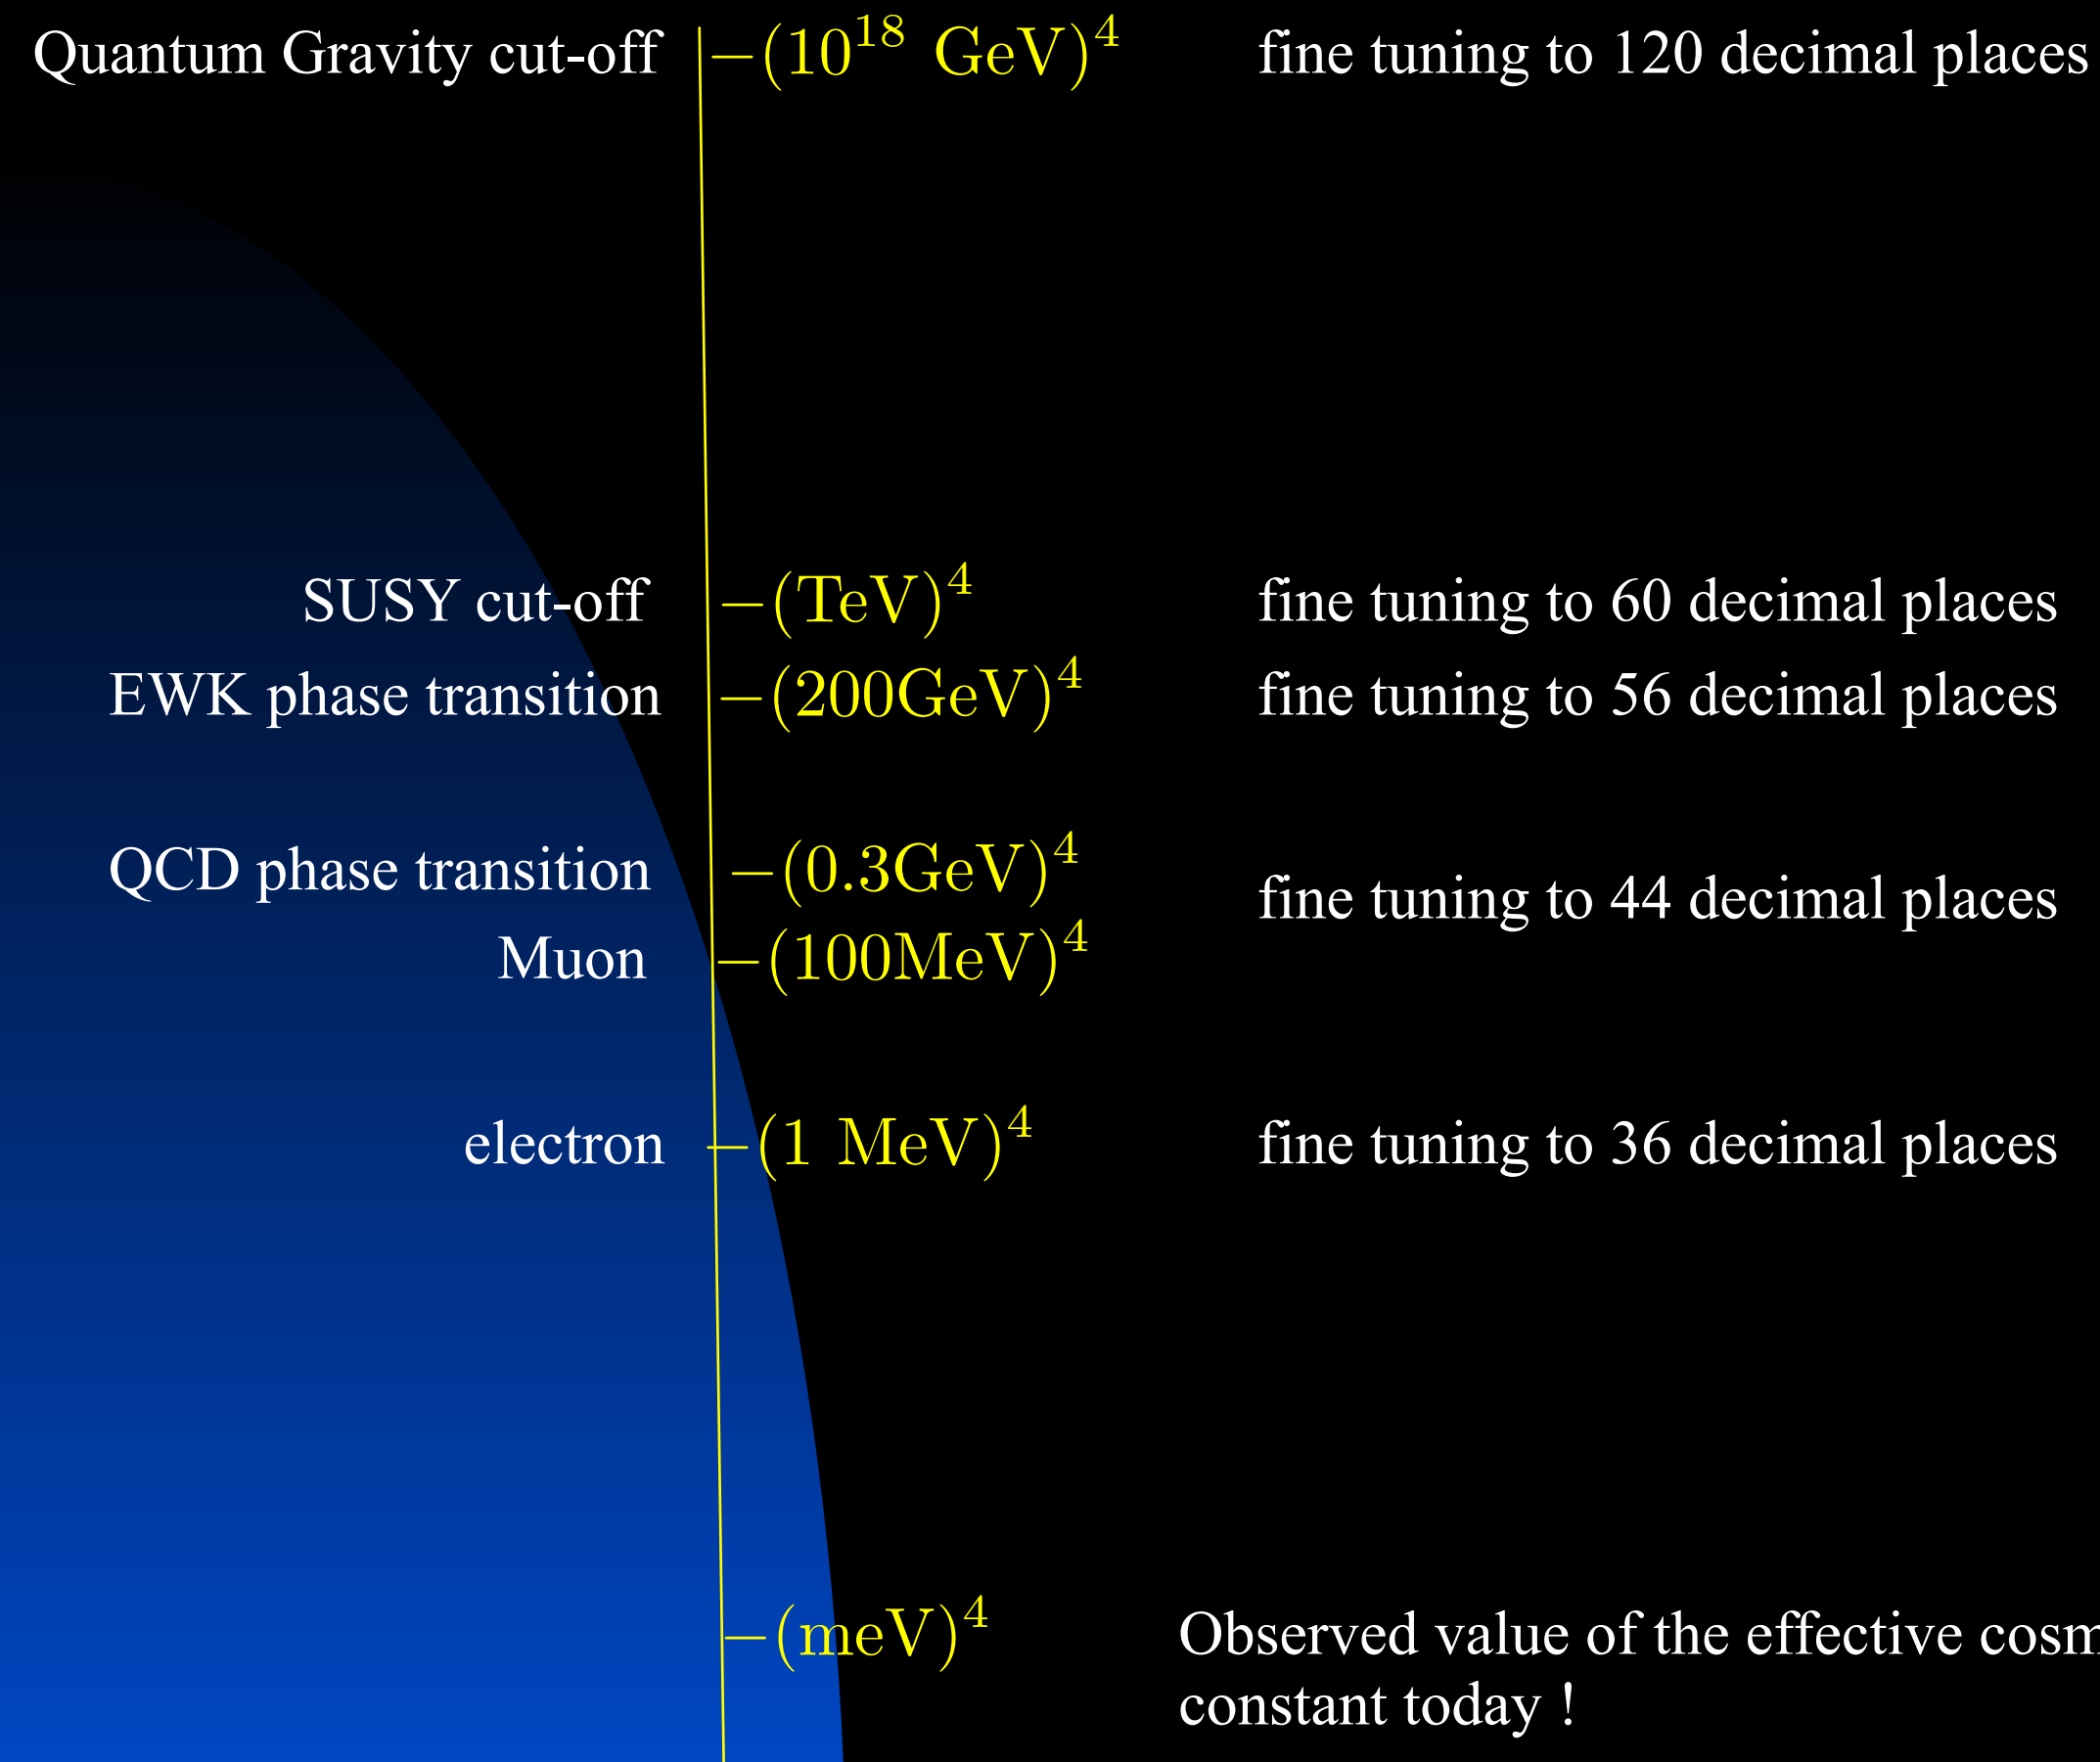 Quantum Gravity cut-off −(10^18 GeV)^4 fine tuning to 120 decimal places
SUSY cut-off −(TeV)^4 fine tuning to 60 decimal places
EWK phase transition −(200GeV)^4 fine tuning to 56 decimal places
QCD phase transition −(0.3GeV)^4
fine tuning to 44 decimal places
Muon −(100MeV)^4
electron −(1 MeV)^4 fine tuning to 36 decimal places
−(meV)^4 Observed value of the effective
constant today !